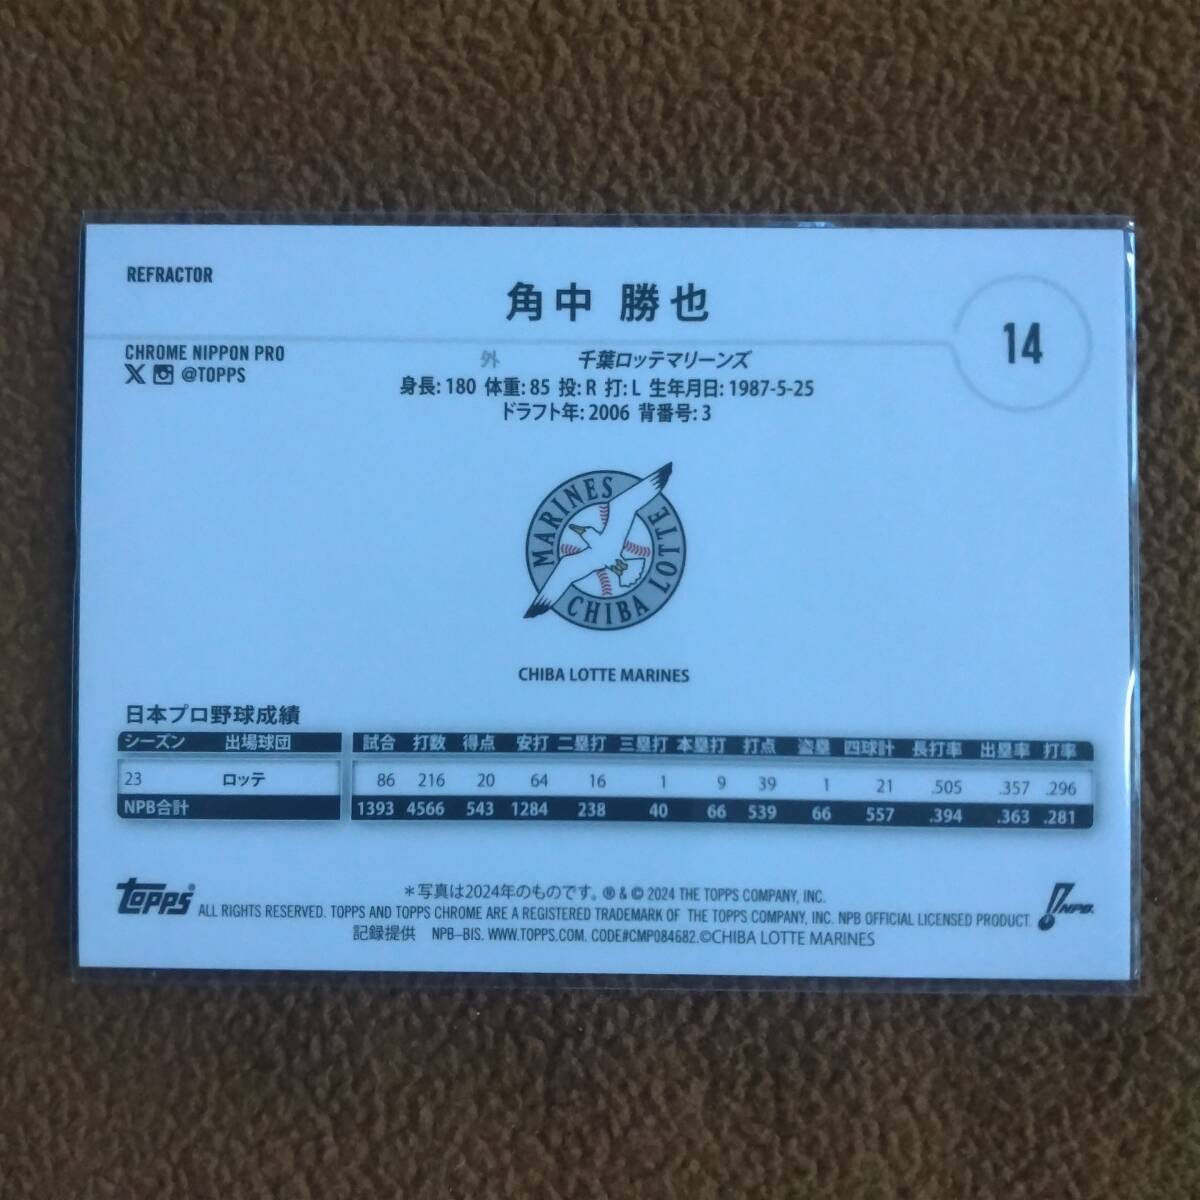 REFRACTOR
角中 勝也
14
CHROME NIPPON PRO
@TOPPS
外 千葉ロッテマリーンズ
身長: 180 体重: 85 投: R 打: L 生年月日: 1987-5-25
ドラフト年: 2006 背番号: 3
MARINES
CHIBA LOTTE
CHIBA LOTTE MARINES
日本プロ野球成績
シーズン 出場球団 試合 打数 得点 安打 二塁打 三塁打 本塁打 打点 盗塁 四球計 長打率 出塁率 打率
23 ロッテ 86 216 20 64 16 1 9 39 1 21 .505 .357 .296
NPB合計 1393 4566 543 1284 238 40 66 539 66 557 .394 .363 .281
topps®
＊写真は2024年のものです。 ® & © 2024 THE TOPPS COMPANY, INC.
ALL RIGHTS RESERVED. TOPPS AND TOPPS CHROME ARE A REGISTERED TRADEMARK OF THE TOPPS COMPANY, INC. NPB OFFICIAL LICENSED PRODUCT.
記録提供 NPB-BIS. WWW.TOPPS.COM. CODE#CMP084682.©CHIBA LOTTE MARINES
NPB.